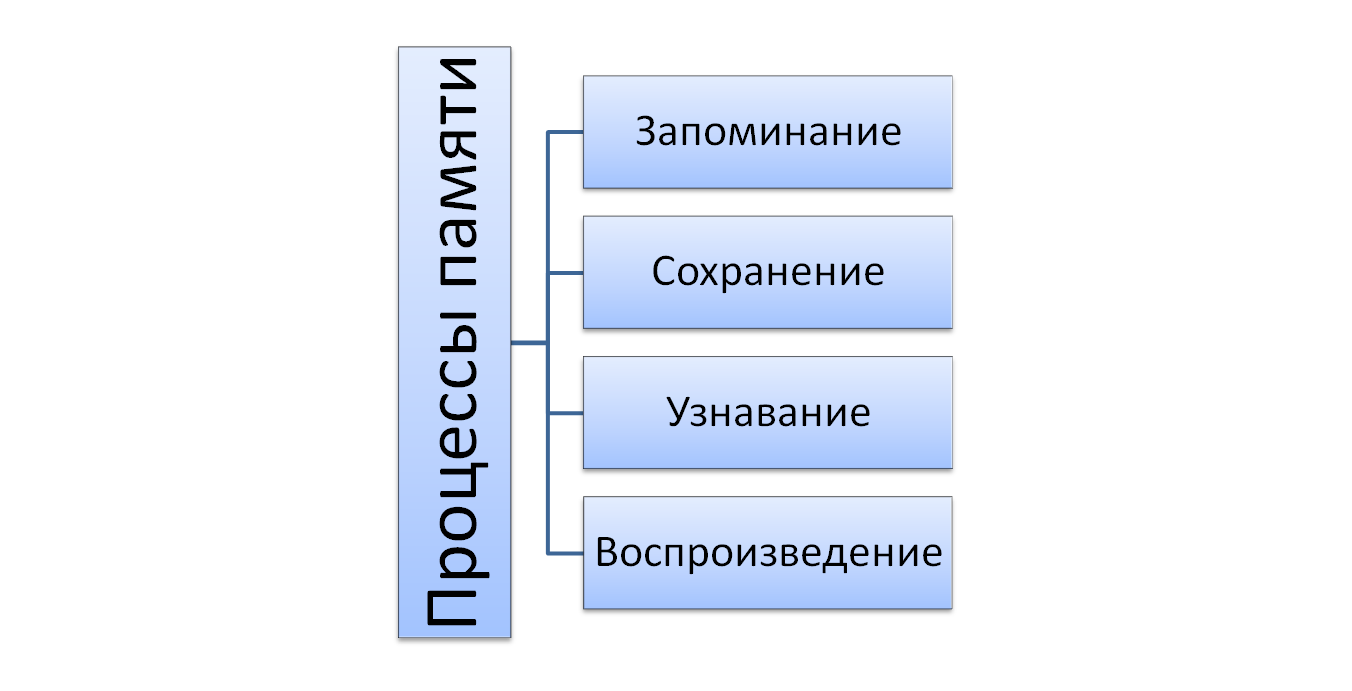 Процессы памяти
Запоминание
Сохранение
Узнавание
Воспроизведение